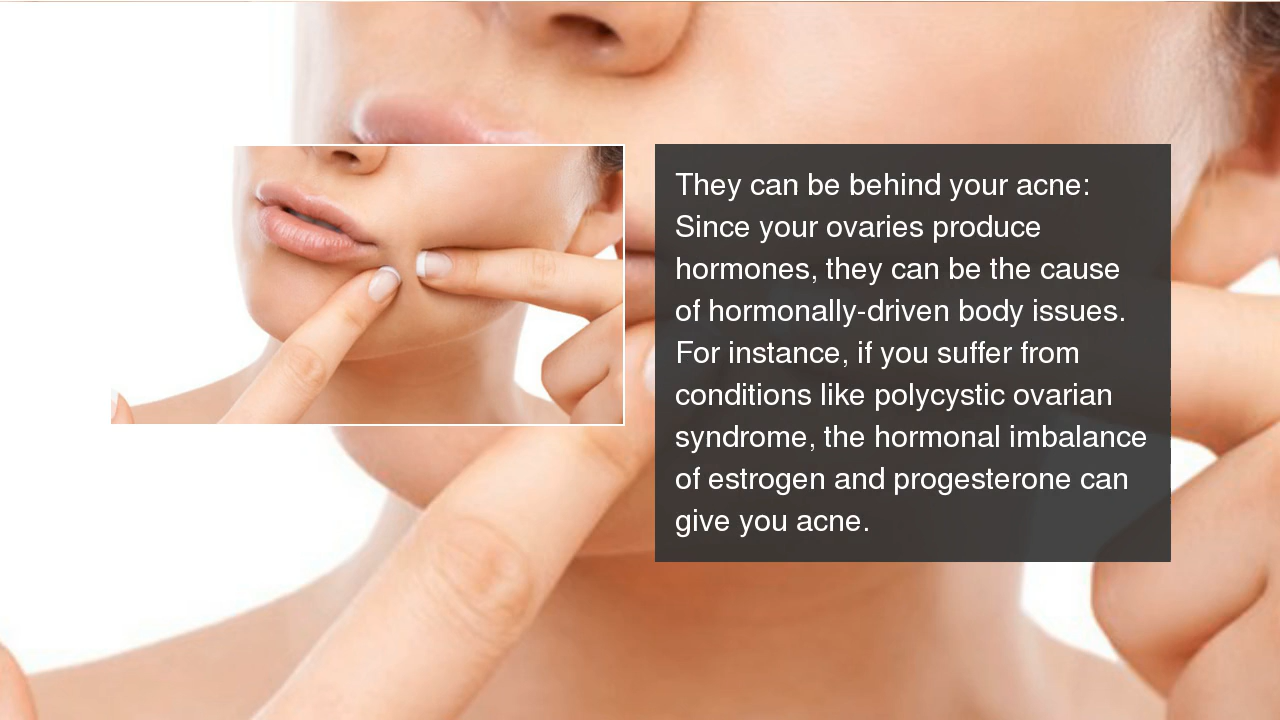 They can be behind your acne:
Since your ovaries produce
hormones, they can be the cause
of hormonally-driven body issues.
For instance, if you suffer from
conditions like polycystic ovarian
syndrome, the hormonal imbalance
of estrogen and progesterone can
give you acne.